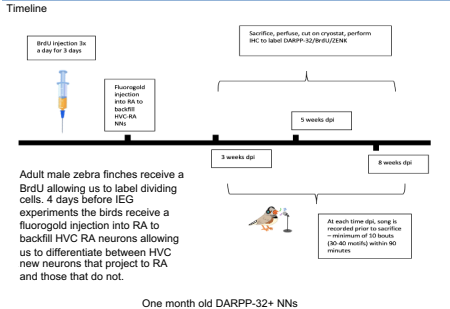 Timeline
BrdU injection 3x
a day for 3 days
Fluorogold
injection
into RA to
backfill
HVC-RA
NNs
Sacrifice, perfuse, cut on cryostat, perform
IHC to label DARPP-32/BrdU/ZENK
5 weeks dpi
3 weeks dpi
8 weeks dpi
Adult male zebra finches receive a
BrdU allowing us to label dividing
cells. 4 days before IEG
experiments the birds receive a
fluorogold injection into RA to
backfill HVC RA neurons allowing
us to differentiate between HVC
new neurons that project to RA
and those that do not.
At each time dpi, song is
recorded prior to sacrifice
– minimum of 10 bouts
(30-40 motifs) within 90
minutes
One month old DARPP-32+ NNs